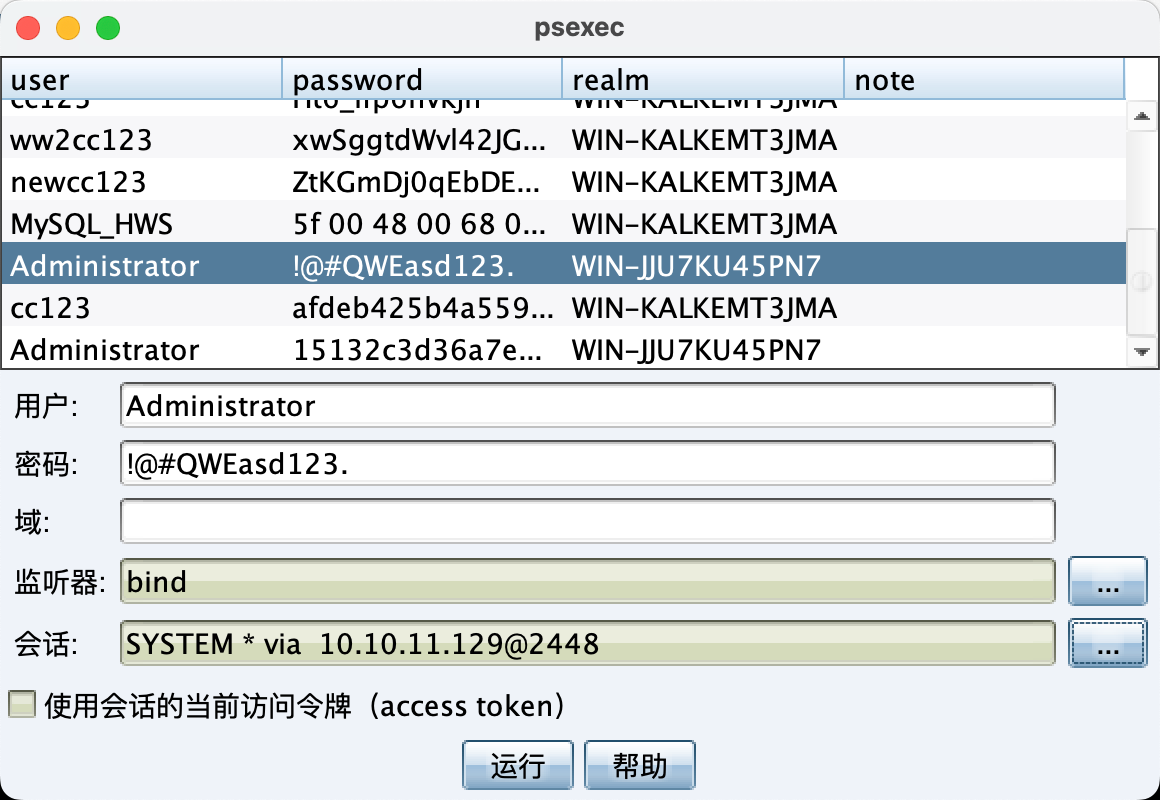 psexec
user password realm note
cc123 WIN-KALKEMT3JMA
ww2cc123 xwSggtdWvl42JG... WIN-KALKEMT3JMA
newcc123 ZtKGmDj0qEbDE... WIN-KALKEMT3JMA
MySQL_HWS 5f 00 48 00 68 0... WIN-KALKEMT3JMA
Administrator !@#QWEasd123. WIN-JJU7KU45PN7
cc123 afdeb425b4a559... WIN-KALKEMT3JMA
Administrator 15132c3d36a7e... WIN-JJU7KU45PN7
用户: Administrator
密码: !@#QWEasd123.
域:
监听器: bind ...
会话: SYSTEM * via 10.10.11.129@2448 ...
使用会话的当前访问令牌（access token）
运行 帮助